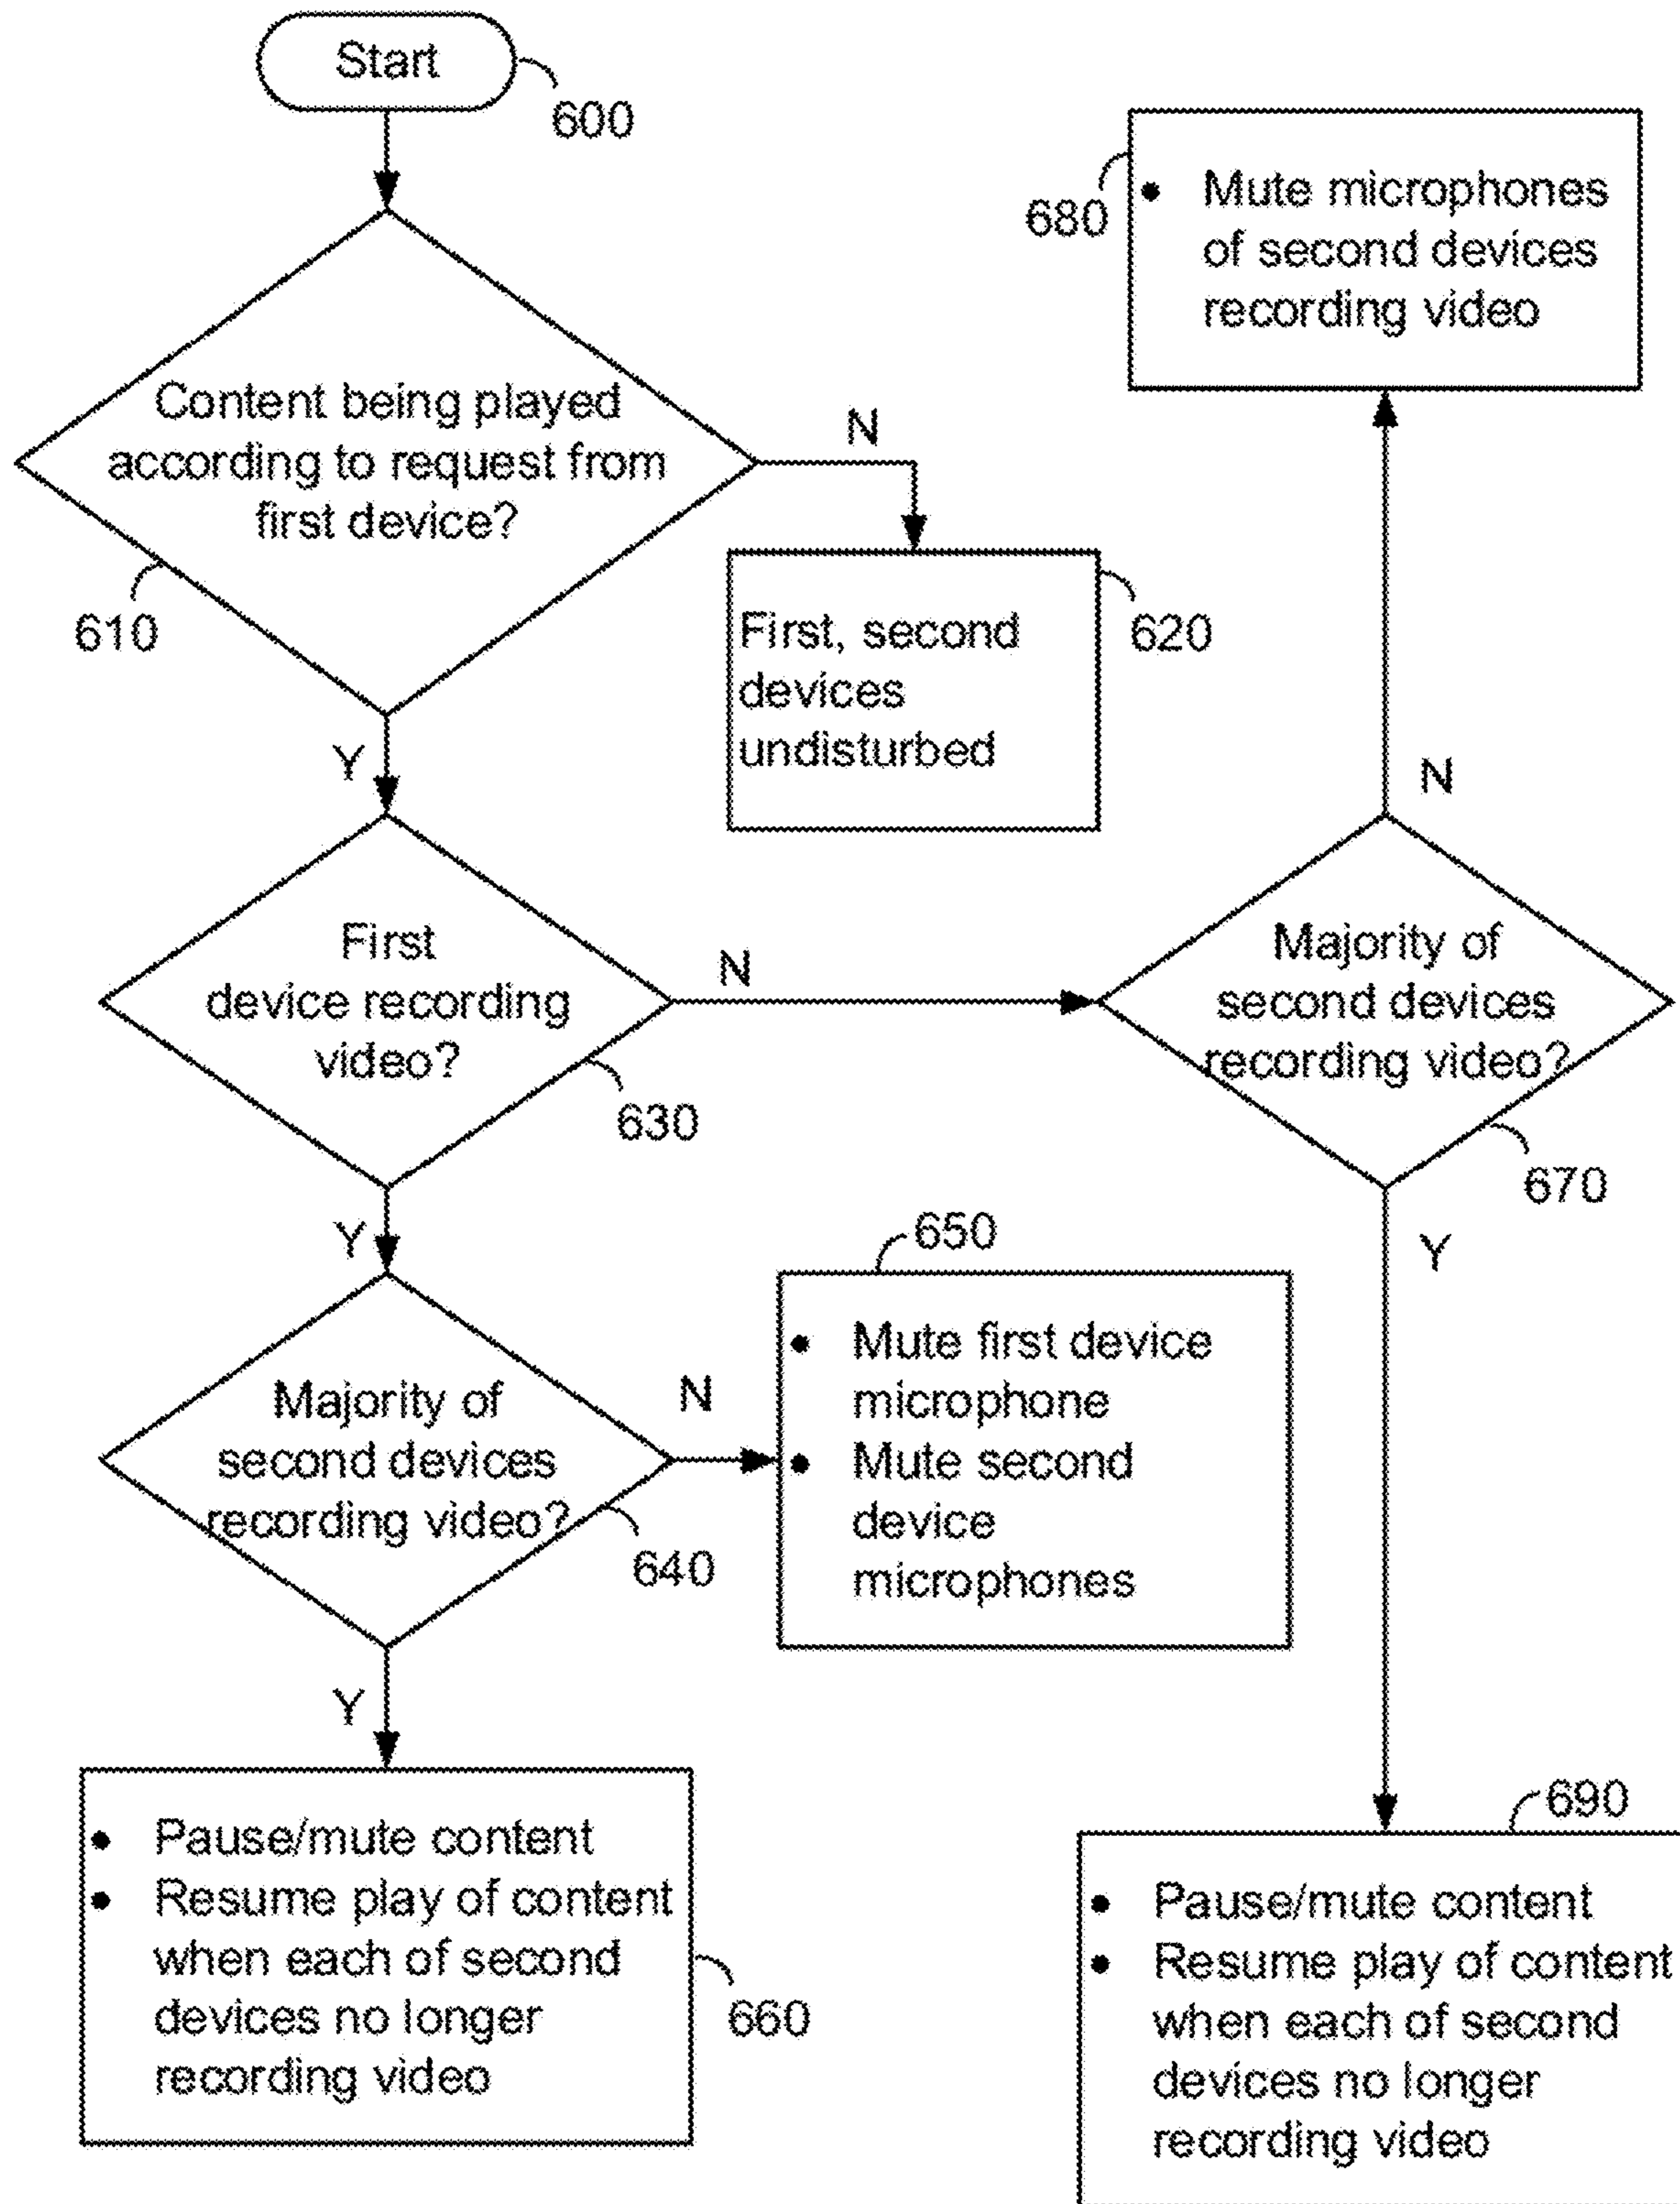 Start
600
Content being played
according to request from
first device?
N
610
Y
First, second
devices
undisturbed
620
First
device recording
video?
N
630
Y
Majority of
second devices
recording video?
N
640
Y
650
• Mute first device
microphone
• Mute second
device
microphones
• Pause/mute content
• Resume play of content
when each of second
devices no longer
recording video
660
680
• Mute microphones
of second devices
recording video
N
Majority of
second devices
recording video?
670
Y
690
• Pause/mute content
• Resume play of content
when each of second
devices no longer
recording video